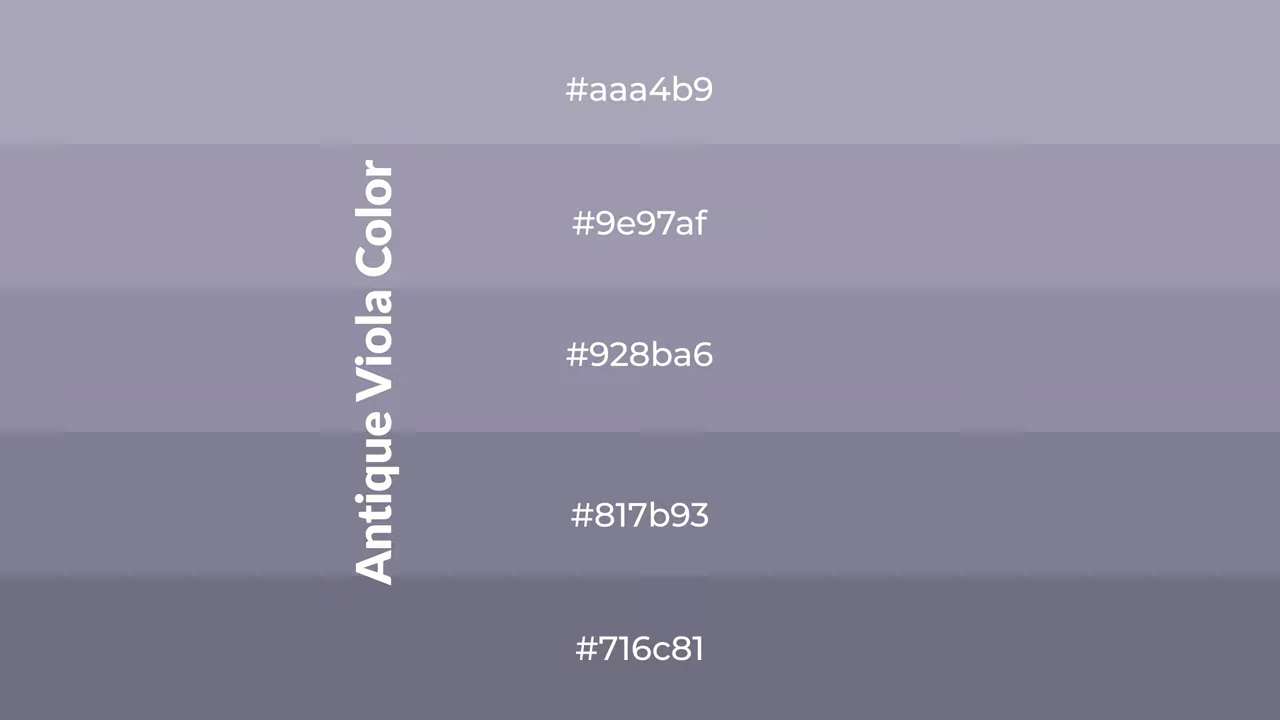 Antique Viola Color
#aaa4b9
#9e97af
#928ba6
#817b93
#716c81